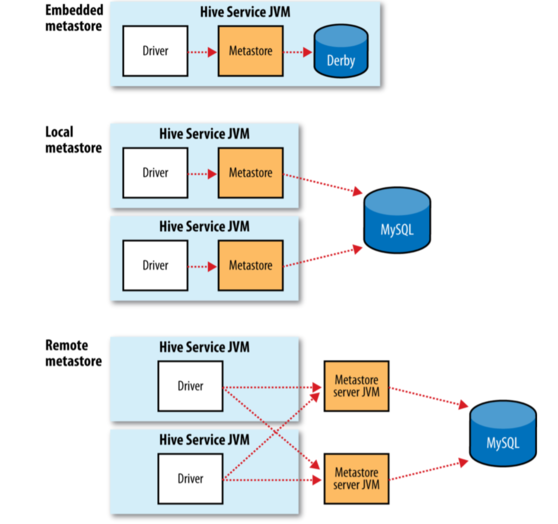 Embedded
metastore
Hive Service JVM
Driver
Metastore
Derby
Local
metastore
Hive Service JVM
Driver
Metastore
Hive Service JVM
Driver
Metastore
MySQL
Remote
metastore
Hive Service JVM
Driver
Metastore
server JVM
Hive Service JVM
Driver
Metastore
server JVM
MySQL